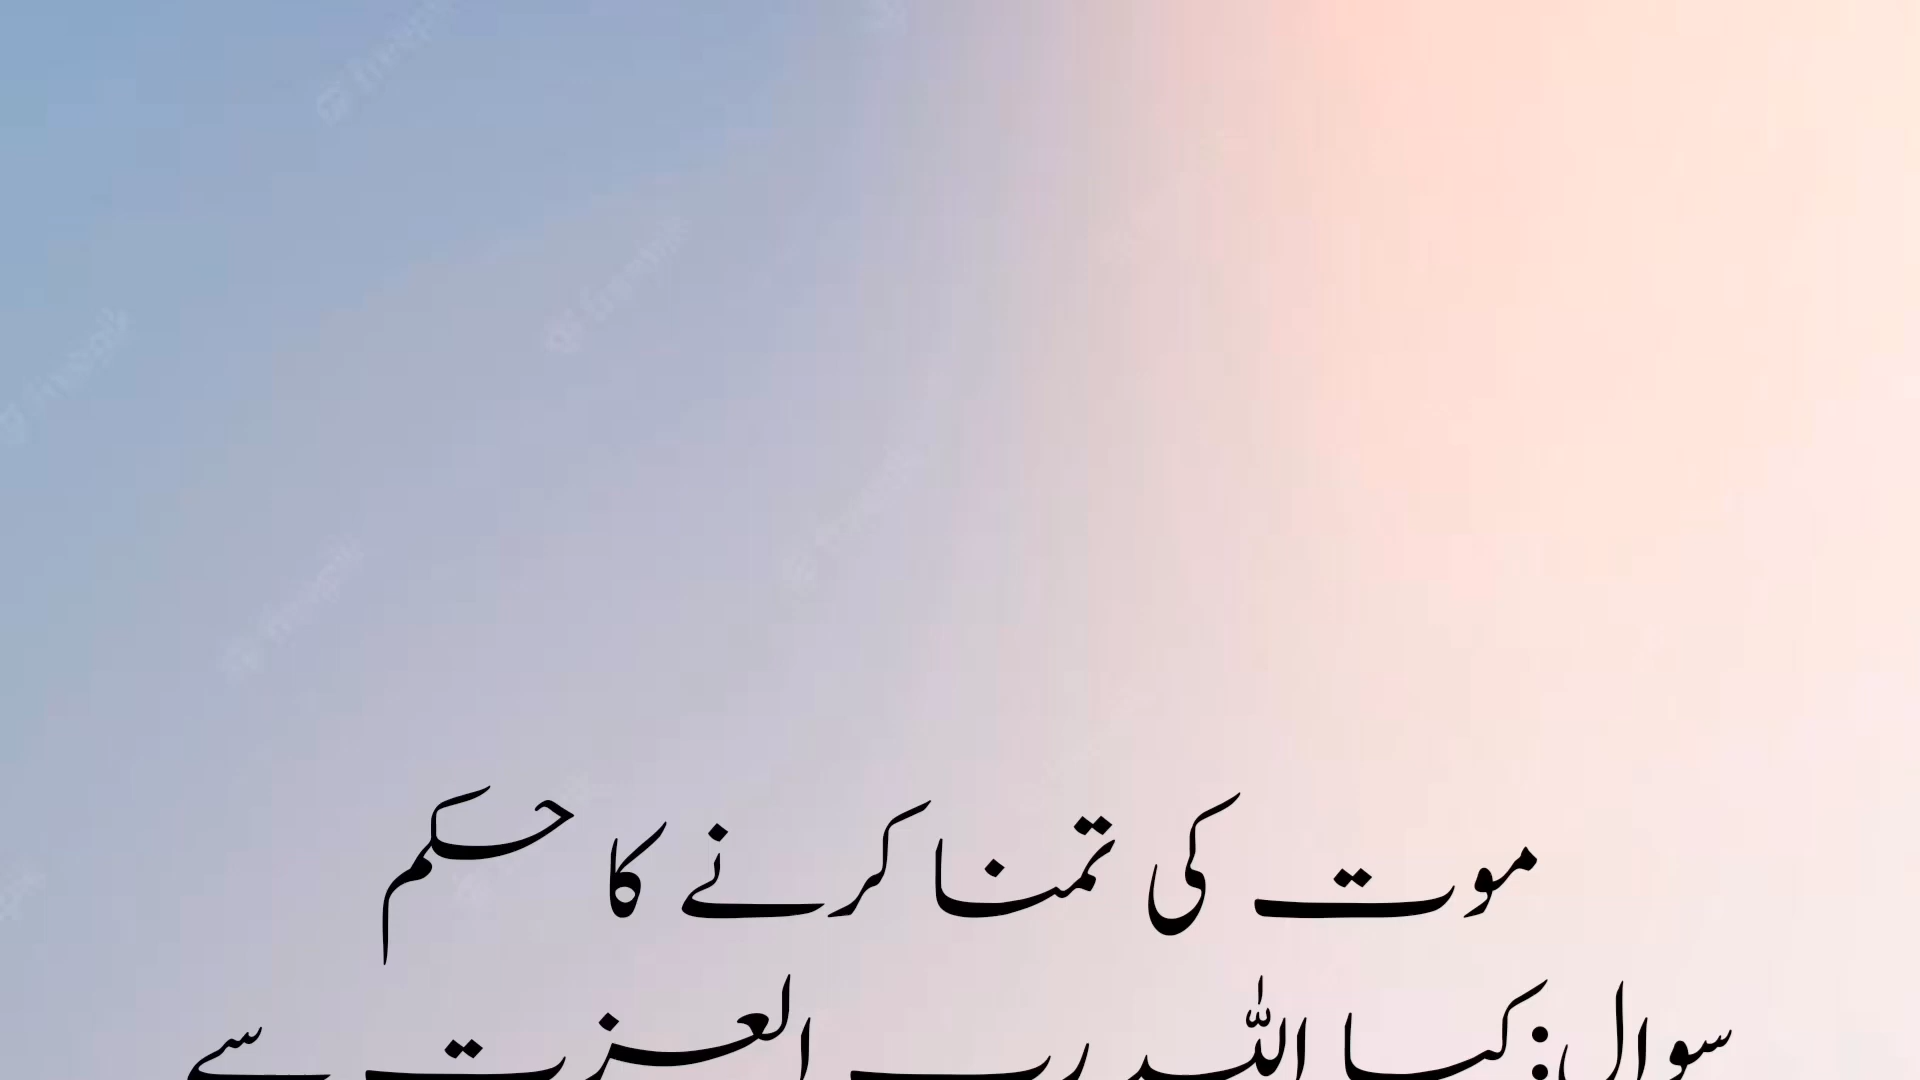 موت کی تمنا کرنے کا حکم
سوال: کیا اللہ رب العزت سے